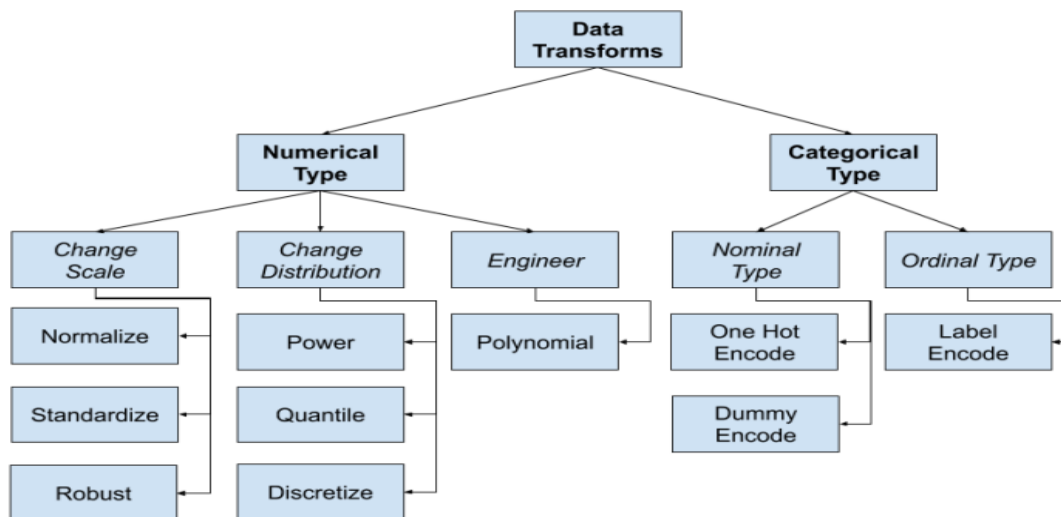 Data
Transforms
Numerical
Type
Categorical
Type
Change
Scale
Change
Distribution
Engineer
Nominal
Type
Ordinal Type
Normalize
Power
Polynomial
One Hot
Encode
Label
Encode
Standardize
Quantile
Dummy
Encode
Robust
Discretize